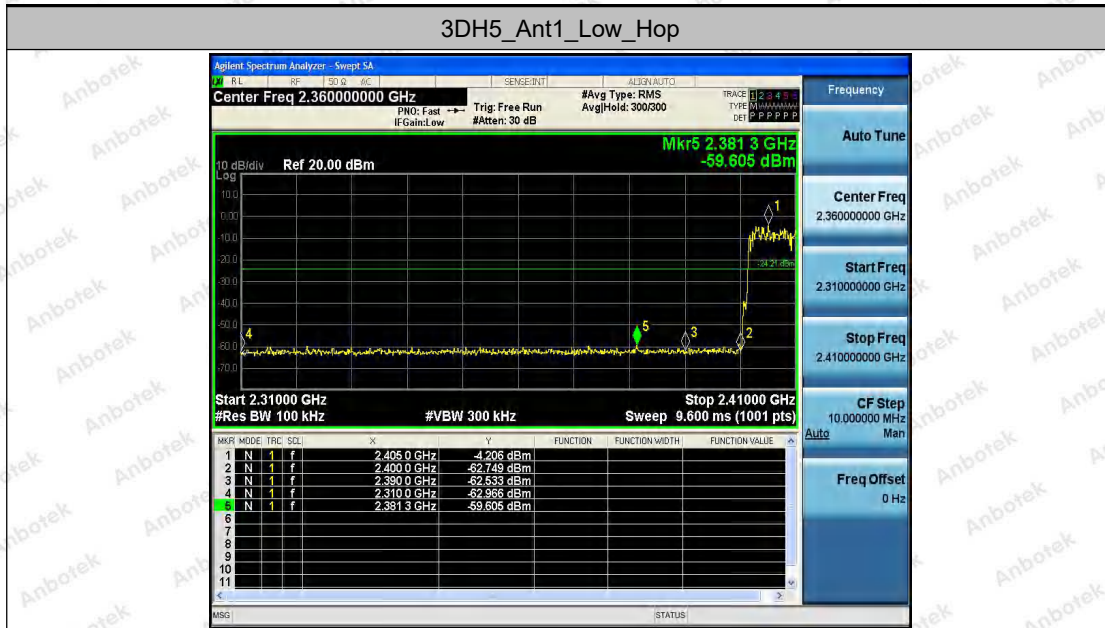 3DH5_Ant1_Low_Hop
Agilent Spectrum Analyzer - Swept SA
RL RF 50 Ω AC SENSE:INT ALIGN AUTO
Center Freq 2.360000000 GHz
PNO: Fast
IFGain:Low
Trig: Free Run
#Atten: 30 dB
#Avg Type: RMS
Avg|Hold: 300/300
TRACE 1 2 3 4 5 6
TYPE M
DET P P P P P P
Frequency
Auto Tune
Center Freq
2.360000000 GHz
Start Freq
2.310000000 GHz
Stop Freq
2.410000000 GHz
CF Step
10.000000 MHz
Auto Man
Freq Offset
0 Hz
Mkr5 2.381 3 GHz
-59.605 dBm
10 dB/div Ref 20.00 dBm
Log
10.0
0.00
-10.0
-20.0
-30.0
-40.0
-50.0
-60.0
-70.0
1
-24.21 dBm
4
5
3
2
Start 2.31000 GHz Stop 2.41000 GHz
#Res BW 100 kHz #VBW 300 kHz Sweep 9.600 ms (1001 pts)
MKR MODE TRC SCL X Y FUNCTION FUNCTION WIDTH FUNCTION VALUE
1 N 1 f 2.405 0 GHz -4.206 dBm
2 N 1 f 2.400 0 GHz -62.749 dBm
3 N 1 f 2.390 0 GHz -62.533 dBm
4 N 1 f 2.310 0 GHz -62.966 dBm
5 N 1 f 2.381 3 GHz -59.605 dBm
6
7
8
9
10
11
MSG STATUS
Anbotek